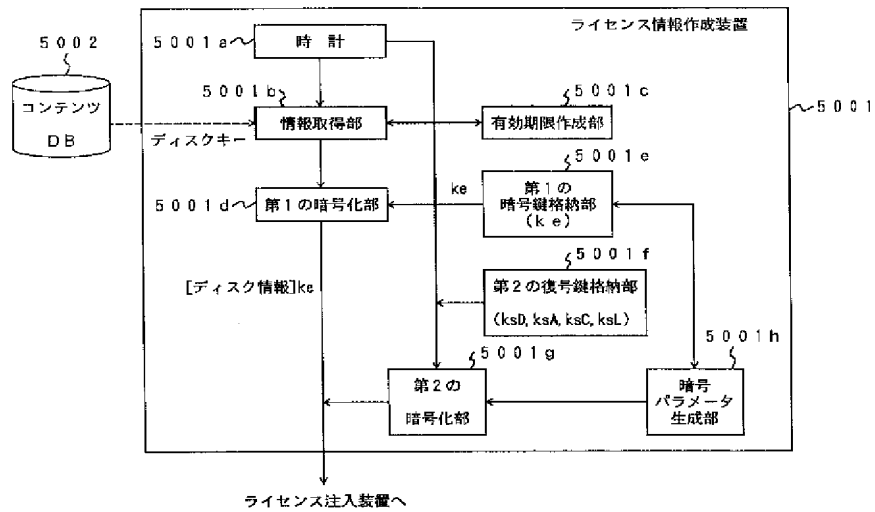 ライセンス情報作成装置
5002
5001a
時 計
5001b
5001c
コンテンツ
DB
情報取得部
有効期限作成部
5001
ディスクキー
5001e
5001d
第1の暗号化部
ke
第1の
暗号鍵格納部
(ke)
5001f
[ディスク情報]ke
第2の復号鍵格納部
(ksD,ksA,ksC,ksL)
5001g
5001h
第2の
暗号化部
暗号
パラメータ
生成部
ライセンス注入装置へ